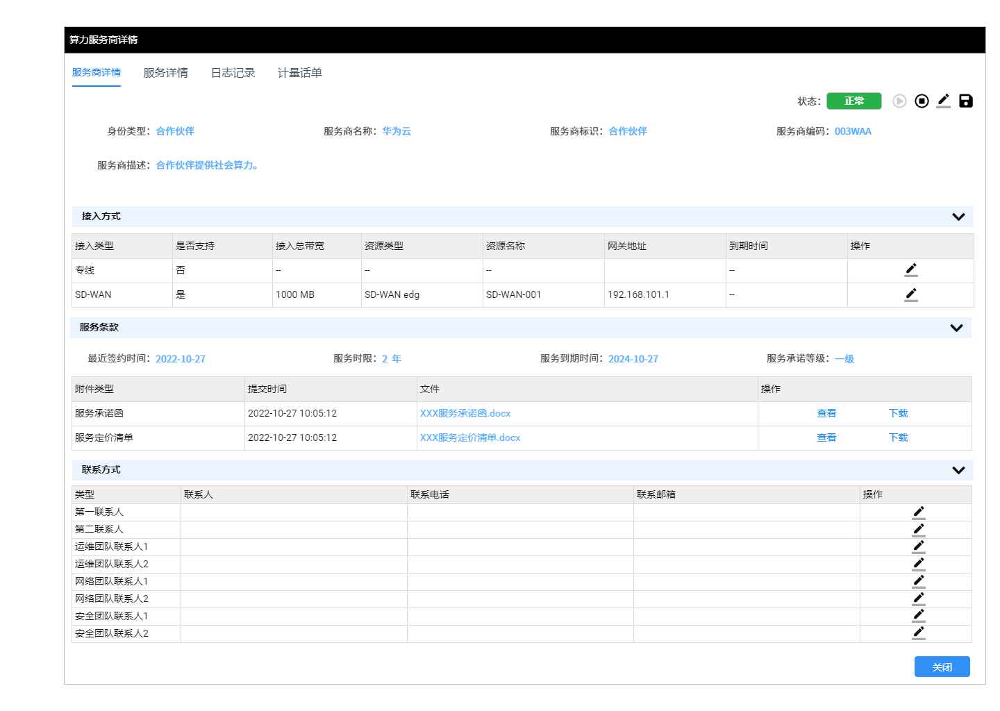 算力服务商详情
服务商详情 服务详情 日志记录 计量话单
状态： 正常
身份类型： 合作伙伴 服务商名称： 华为云 服务商标识： 合作伙伴 服务商编码： 003WAA
服务商描述： 合作伙伴提供社会算力。
接入方式
接入类型 是否支持 接入总带宽 资源类型 资源名称 网关地址 到期时间 操作
专线 否 -- -- -- --
SD-WAN 是 1000 MB SD-WAN edg SD-WAN-001 192.168.101.1 --
服务条款
最近签约时间： 2022-10-27 服务时限： 2 年 服务到期时间： 2024-10-27 服务承诺等级： 一级
附件类型 提交时间 文件 操作
服务承诺函 2022-10-27 10:05:12 XXX服务承诺函.docx 查看 下载
服务定价清单 2022-10-27 10:05:12 XXX服务定价清单.docx 查看 下载
联系方式
类型 联系人 联系电话 联系邮箱 操作
第一联系人
第二联系人
运维团队联系人1
运维团队联系人2
网络团队联系人1
网络团队联系人2
安全团队联系人1
安全团队联系人2
关闭